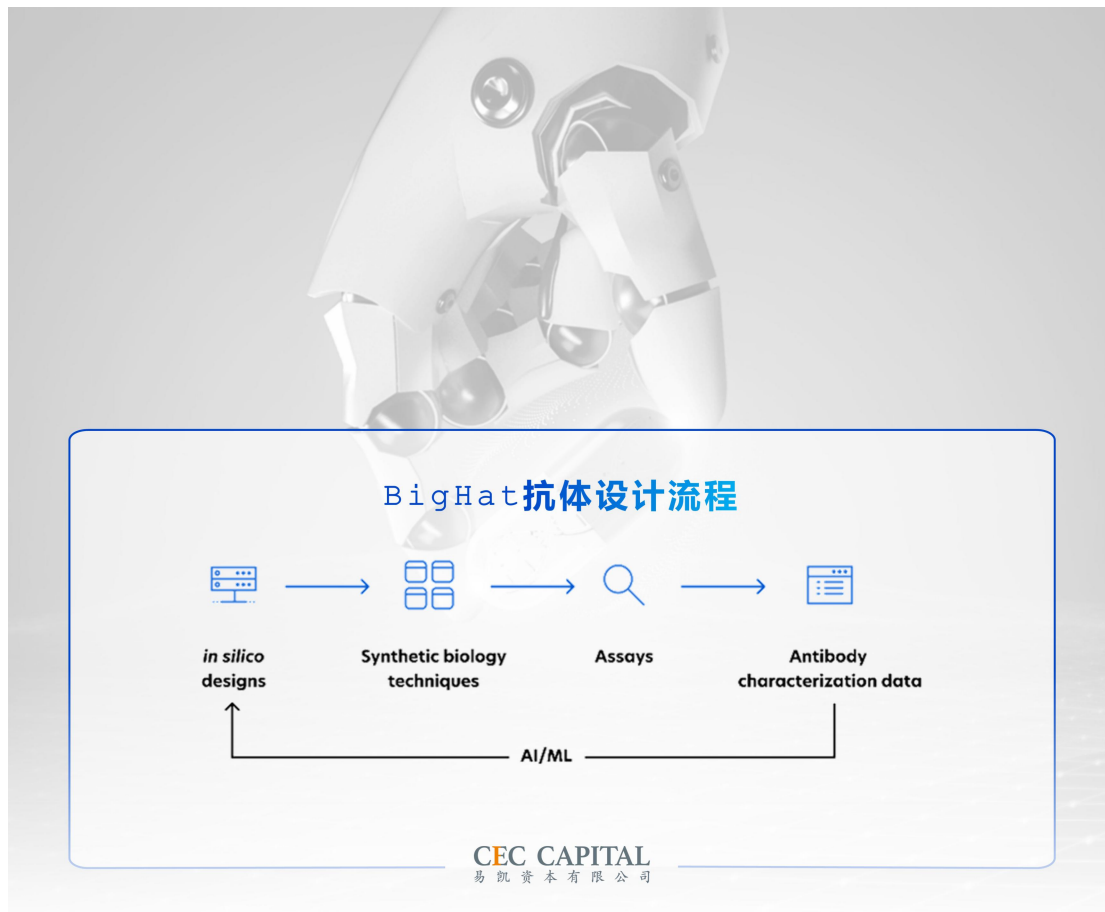 BigHat抗体设计流程
in silico
designs
Synthetic biology
techniques
Assays
Antibody
characterization data
AI/ML
CEC CAPITAL
易凯资本有限公司